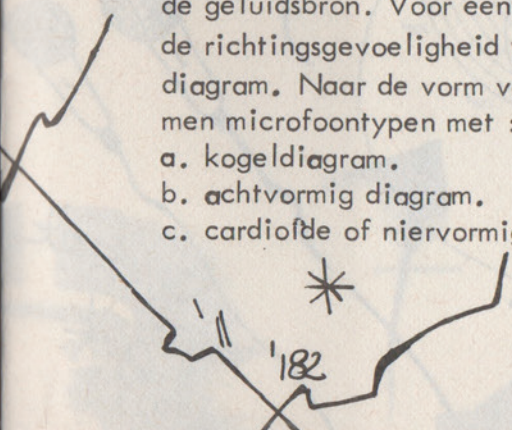 de geluidsbron. Voor een
de richtingsgevoeligheid
diagram. Naar de vorm v
men microfoontypen met :
a. kogeldiagram.
b. achtvormig diagram.
c. cardioïde of niervormi
'182